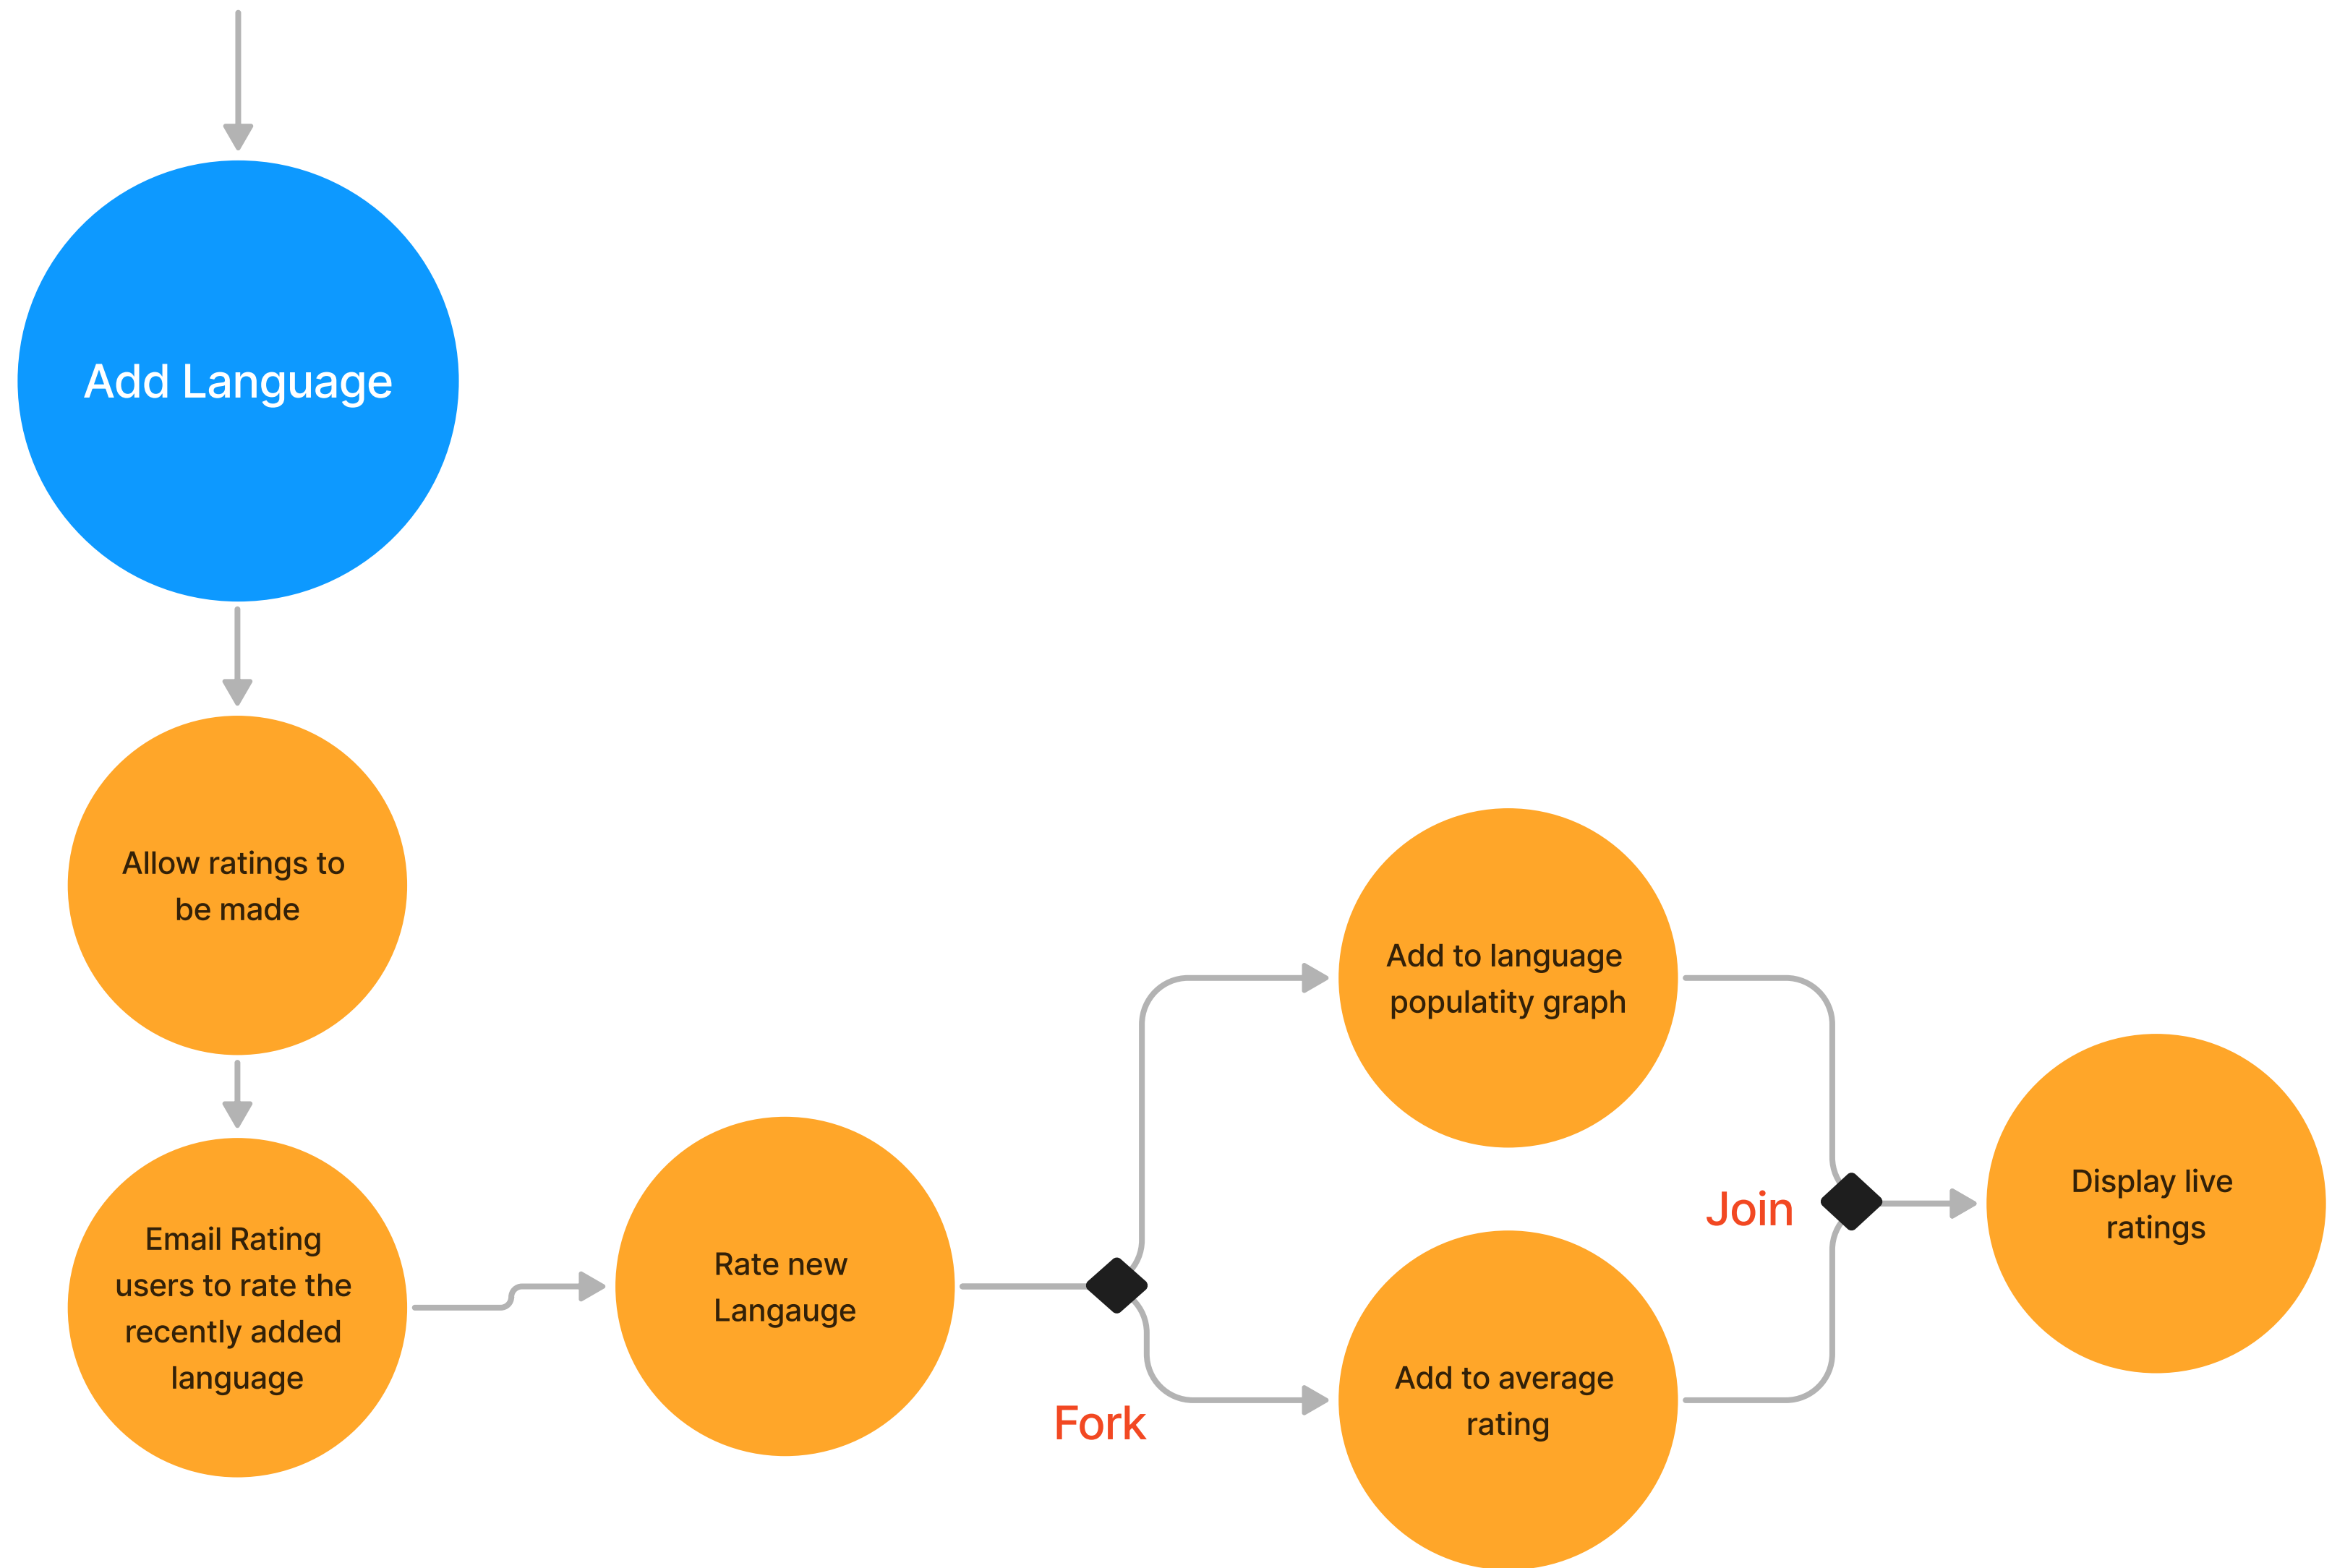 Add Language
Allow ratings to
be made
Email Rating
users to rate the
recently added
language
Rate new
Langauge
Fork
Add to language
populatity graph
Add to average
rating
Join
Display live
ratings